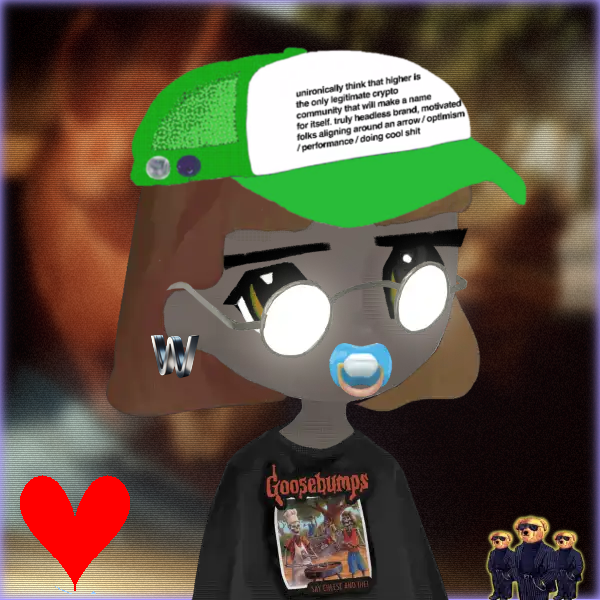 unironically think that higher is
the only legitimate crypto
community that will make a name
for itself. truly headless brand, motivated
folks aligning around an arrow / optimism
/ performance / doing cool shit
W
Goosebumps
SAY CHEESE AND DIE!